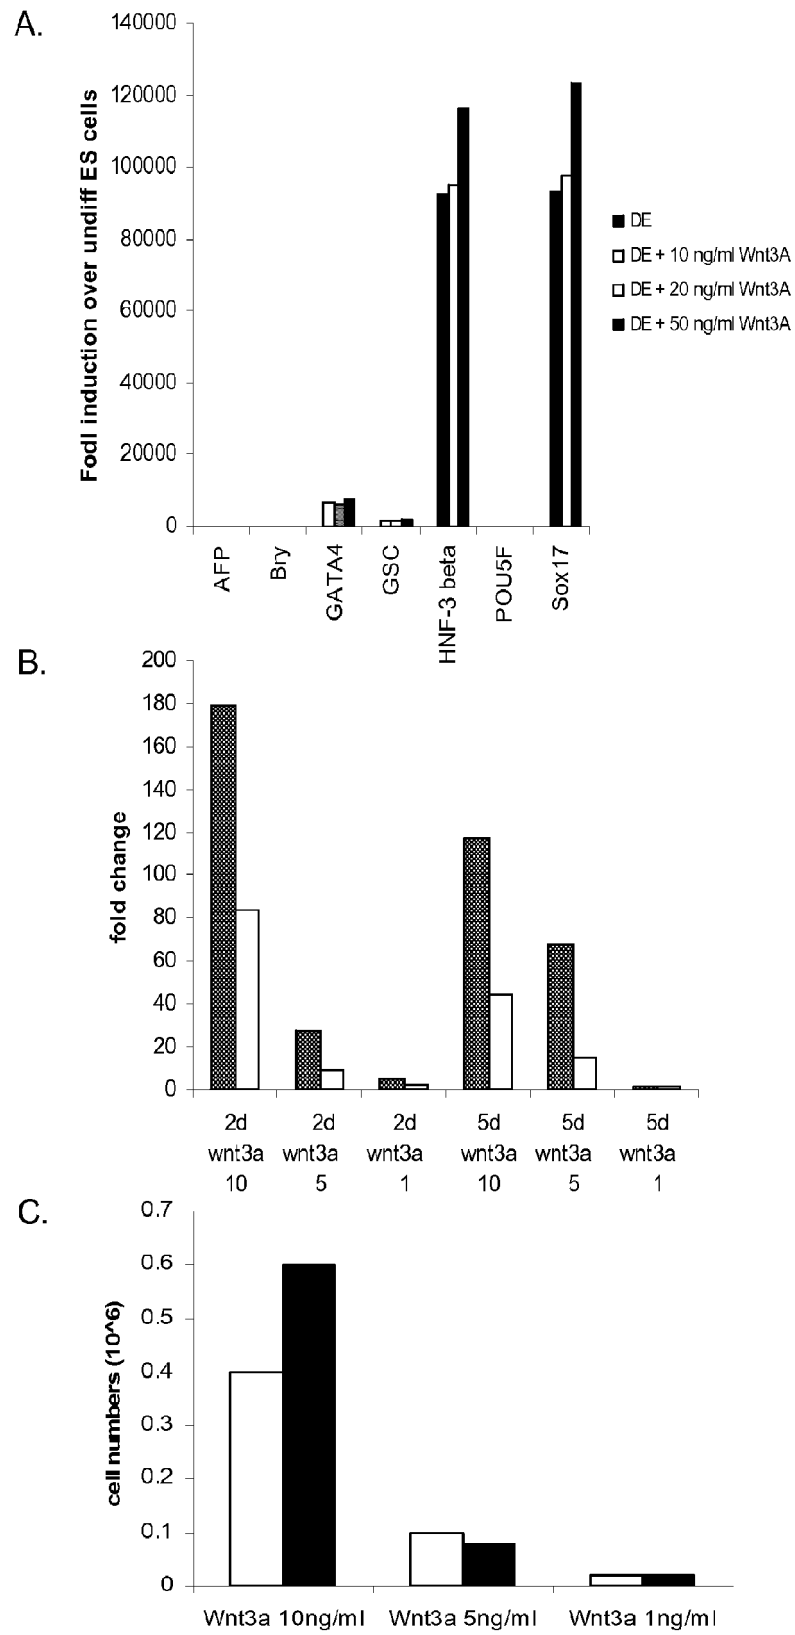 A.
Fodl induction over undiff ES cells
140000
120000
100000
80000
60000
40000
20000
0
AFP
Bry
GATA4
GSC
HNF-3 beta
POU5F
Sox17
DE
DE + 10 ng/ml Wnt3A
DE + 20 ng/ml Wnt3A
DE + 50 ng/ml Wnt3A
B.
fold change
200
180
160
140
120
100
80
60
40
20
0
2d wnt3a 10
2d wnt3a 5
2d wnt3a 1
5d wnt3a 10
5d wnt3a 5
5d wnt3a 1
C.
cell numbers (10^6)
0.7
0.6
0.5
0.4
0.3
0.2
0.1
0
Wnt3a 10ng/ml
Wnt3a 5ng/ml
Wnt3a 1ng/ml